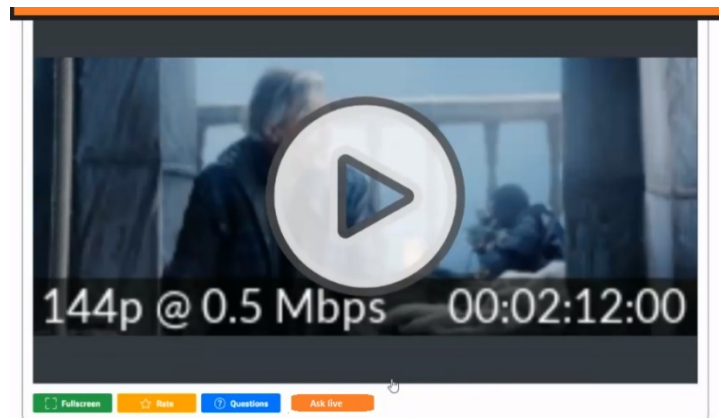 144p @ 0.5 Mbps 00:02:12:00
Fullscreen Rate Questions Ask live